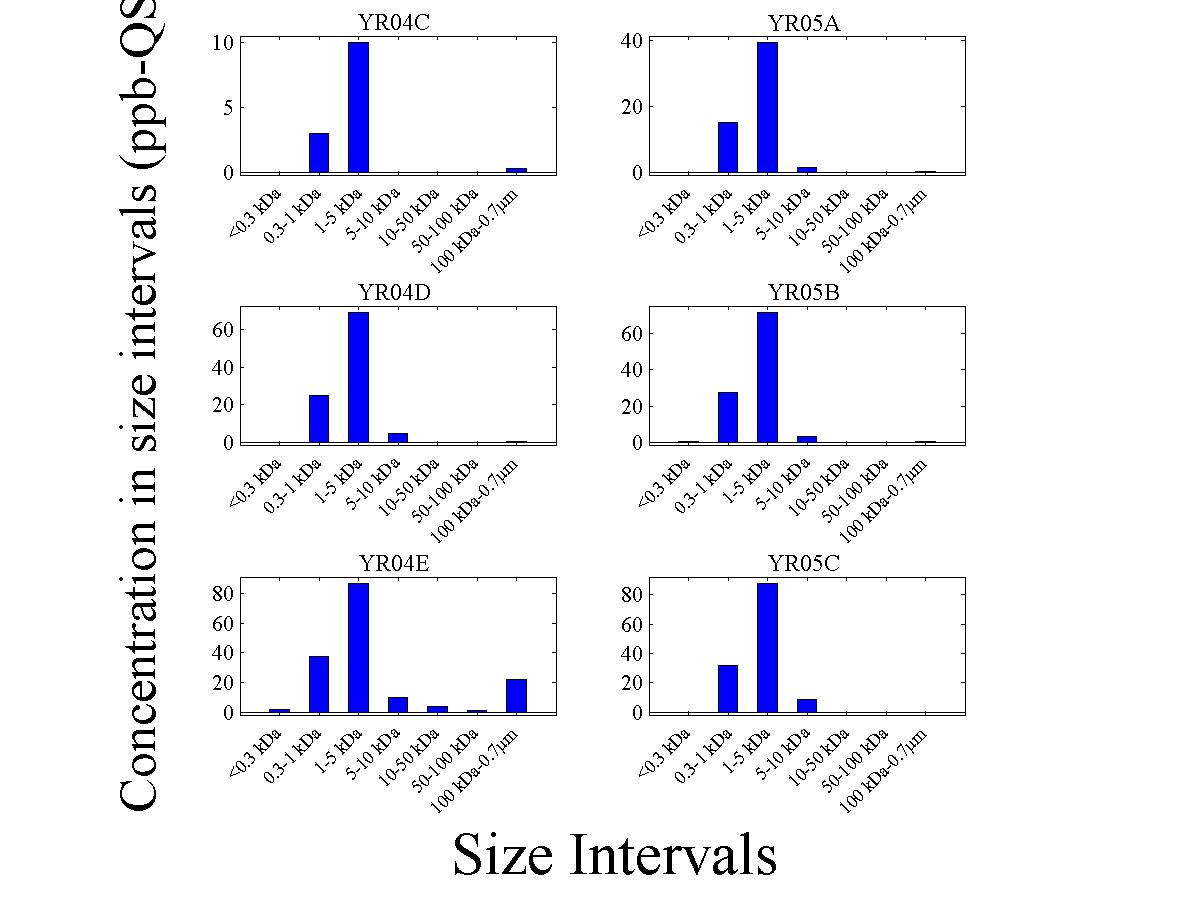 Concentration in size intervals (ppb-QS
YR04C
10
5
0
<0.3 kDa
0.3-1 kDa
1-5 kDa
5-10 kDa
10-50 kDa
50-100 kDa
100 kDa-0.7µm
YR05A
40
20
0
<0.3 kDa
0.3-1 kDa
1-5 kDa
5-10 kDa
10-50 kDa
50-100 kDa
100 kDa-0.7µm
YR04D
60
40
20
0
<0.3 kDa
0.3-1 kDa
1-5 kDa
5-10 kDa
10-50 kDa
50-100 kDa
100 kDa-0.7µm
YR05B
60
40
20
0
<0.3 kDa
0.3-1 kDa
1-5 kDa
5-10 kDa
10-50 kDa
50-100 kDa
100 kDa-0.7µm
YR04E
80
60
40
20
0
<0.3 kDa
0.3-1 kDa
1-5 kDa
5-10 kDa
10-50 kDa
50-100 kDa
100 kDa-0.7µm
YR05C
80
60
40
20
0
<0.3 kDa
0.3-1 kDa
1-5 kDa
5-10 kDa
10-50 kDa
50-100 kDa
100 kDa-0.7µm
Size Intervals